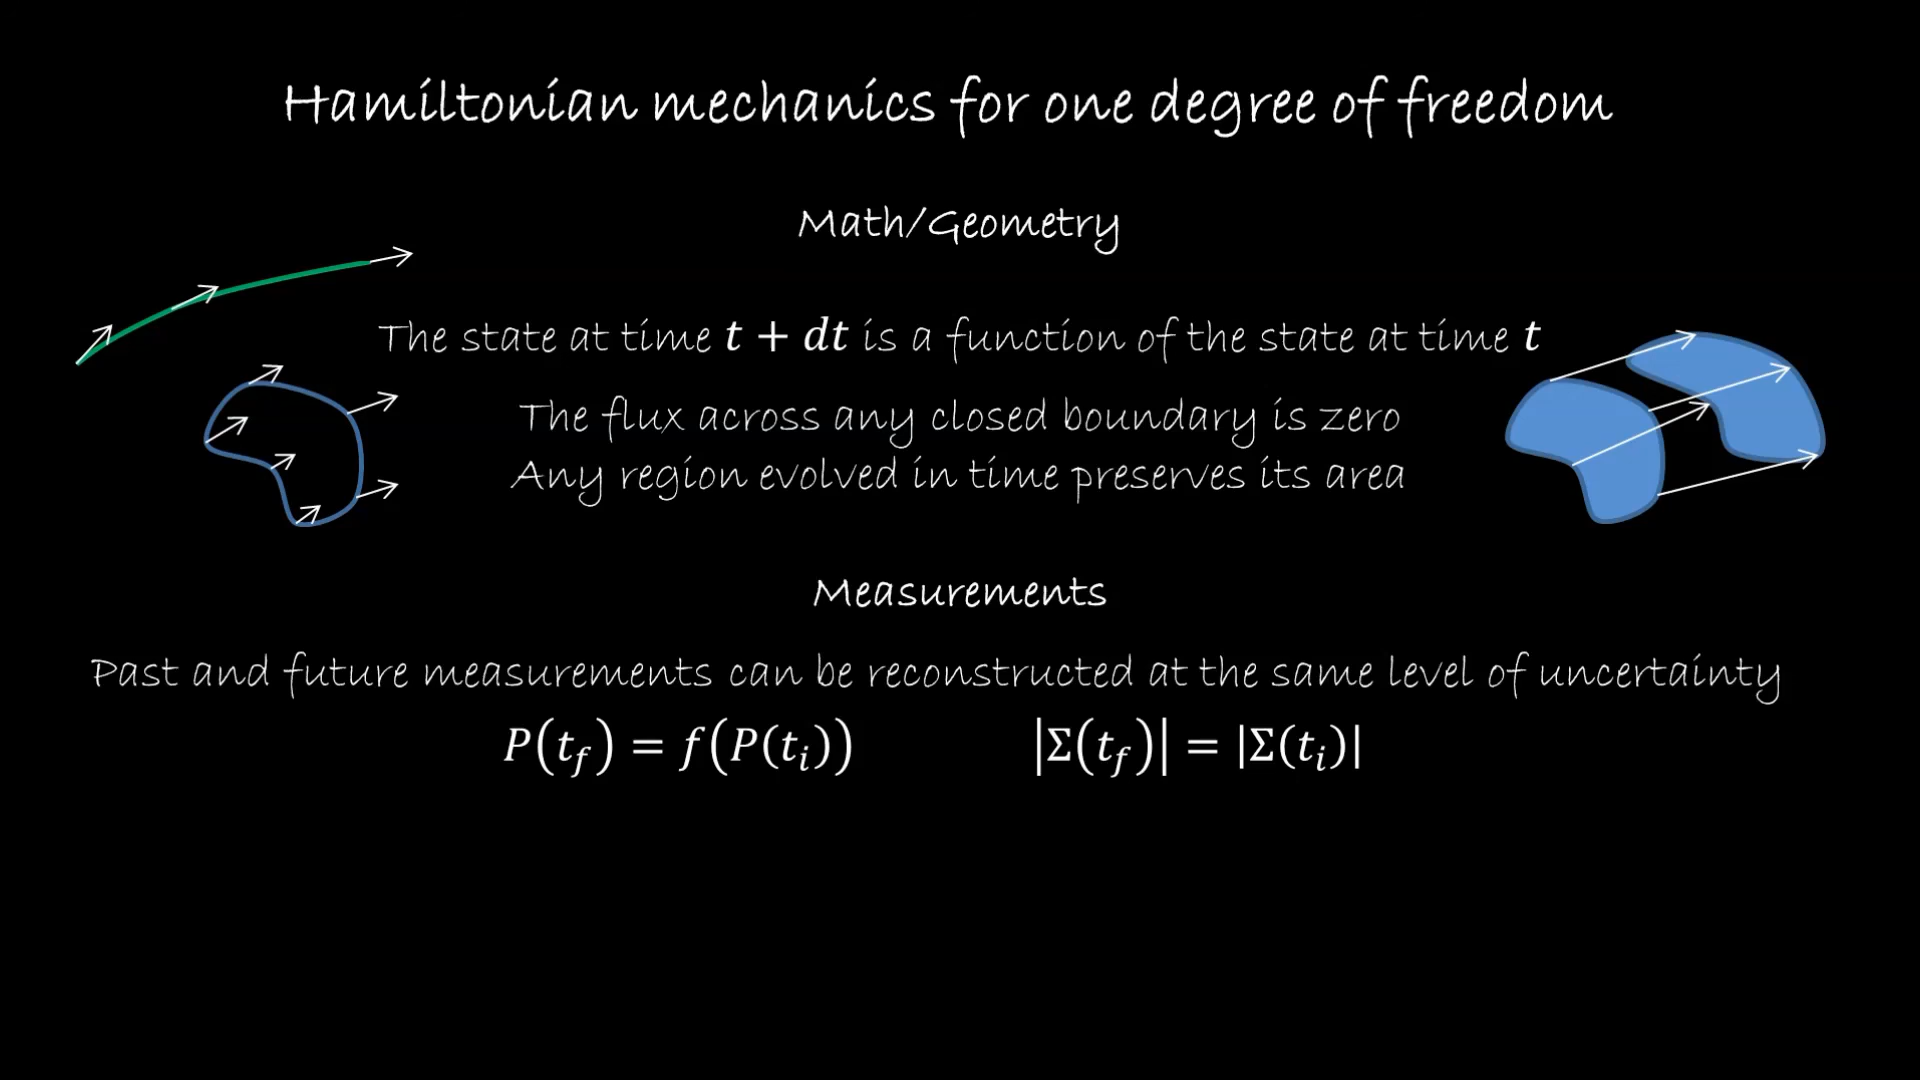 Hamiltonian mechanics for one degree of freedom
Math/Geometry
The state at time t + dt is a function of the state at time t
The flux across any closed boundary is zero
Any region evolved in time preserves its area
Measurements
Past and future measurements can be reconstructed at the same level of uncertainty
P(t_f) = f(P(t_i)) |Σ(t_f)| = |Σ(t_i)|